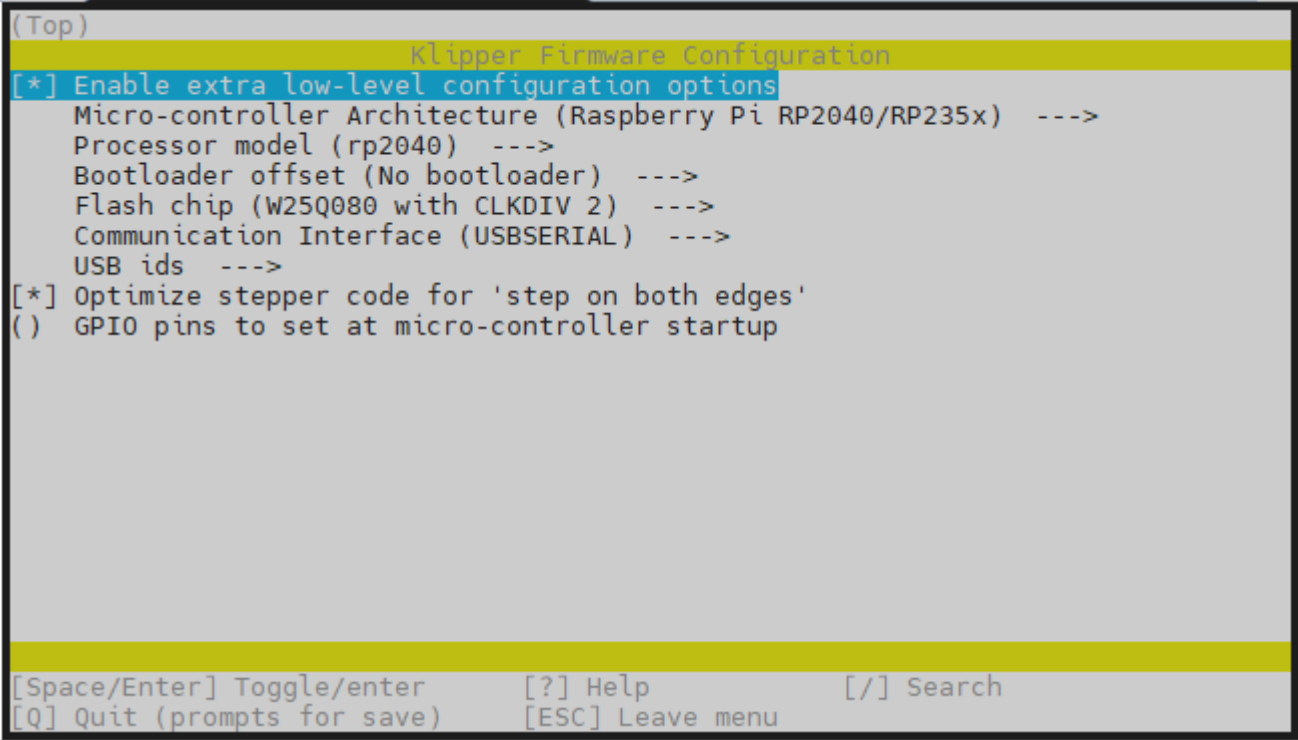 (Top)
Klipper Firmware Configuration
[*] Enable extra low-level configuration options
Micro-controller Architecture (Raspberry Pi RP2040/RP235x) --->
Processor model (rp2040) --->
Bootloader offset (No bootloader) --->
Flash chip (W25Q080 with CLKDIV 2) --->
Communication Interface (USBSERIAL) --->
USB ids --->
[*] Optimize stepper code for 'step on both edges'
() GPIO pins to set at micro-controller startup
[Space/Enter] Toggle/enter [?] Help [/] Search
[Q] Quit (prompts for save) [ESC] Leave menu